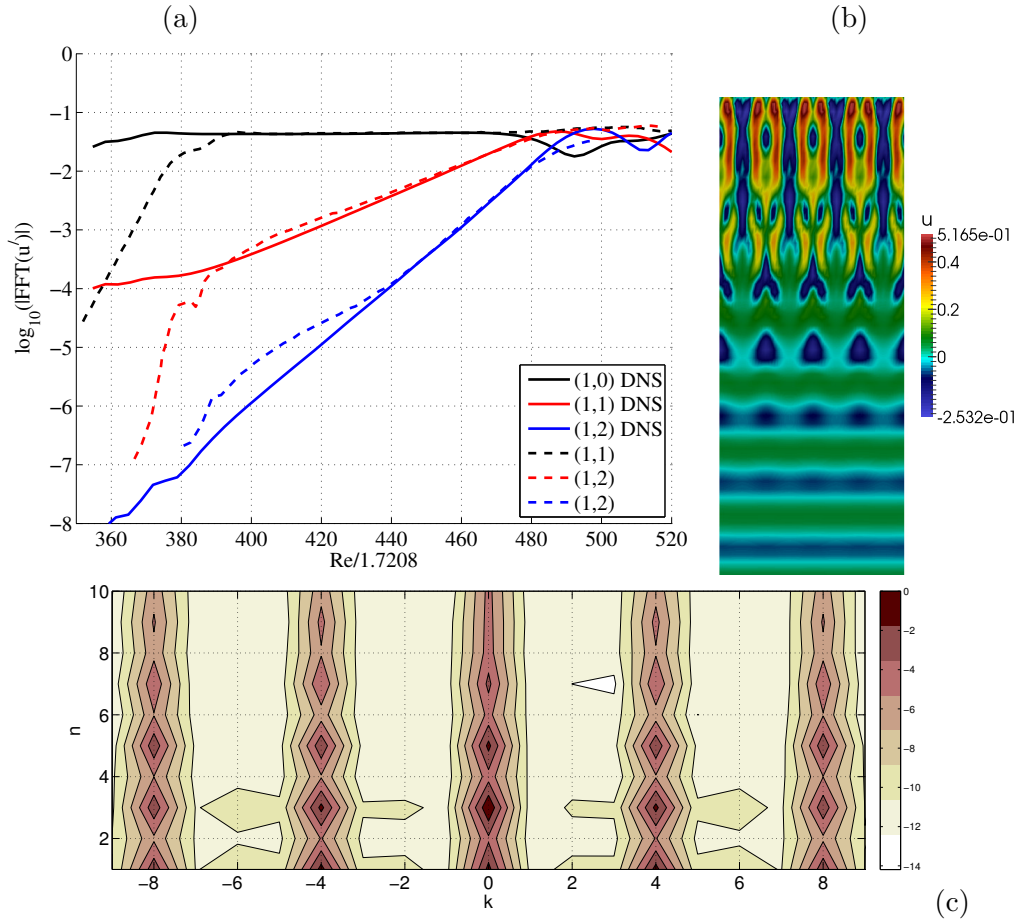 (a)
(b)
0
−1
−2
−3
−4
−5
−6
−7
−8
log10(|FFT(u′)|)
360 380 400 420 440 460 480 500 520
Re/1.7208
(1,0) DNS
(1,1) DNS
(1,2) DNS
(1,1)
(1,2)
(1,2)
u
5.165e-01
0.4
0.2
0
-2.532e-01
10
8
6
4
2
n
−8 −6 −4 −2 0 2 4 6 8
k
0
−2
−4
−6
−8
−10
−12
−14
(c)